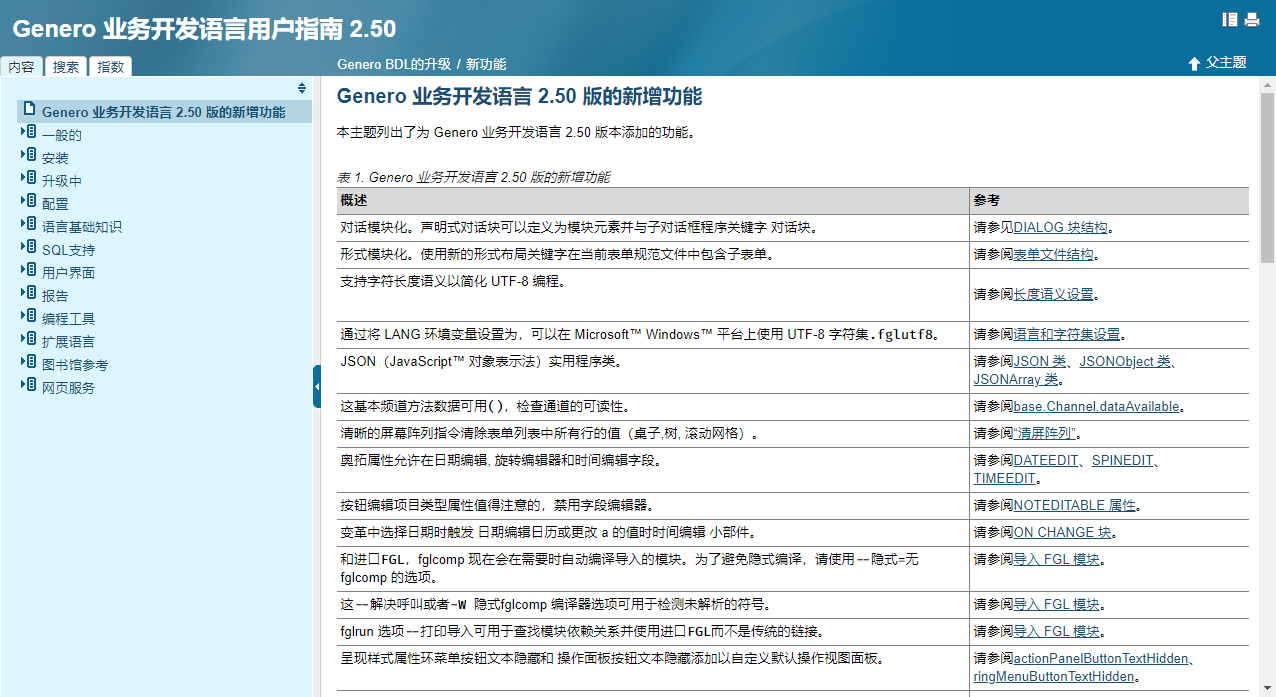 Genero 业务开发语言用户指南 2.50
内容 搜索 指数
Genero BDL的升级 / 新功能
父主题
Genero 业务开发语言 2.50 版的新增功能
一般的
安装
升级中
配置
语言基础知识
SQL支持
用户界面
报告
编程工具
扩展语言
图书馆参考
网页服务
Genero 业务开发语言 2.50 版的新增功能
本主题列出了为 Genero 业务开发语言 2.50 版本添加的功能。
表 1. Genero 业务开发语言 2.50 版的新增功能
概述 参考
对话模块化。声明式对话块可以定义为模块元素并与子对话框程序关键字 对话块。 请参见DIALOG 块结构。
形式模块化。使用新的形式布局关键字在当前表单规范文件中包含子表单。 请参阅表单文件结构。
支持字符长度语义以简化 UTF-8 编程。 请参阅长度语义设置。
通过将 LANG 环境变量设置为，可以在 Microsoft™ Windows™ 平台上使用 UTF-8 字符集.fglutf8。 请参阅语言和字符集设置。
JSON（JavaScript™ 对象表示法）实用程序类。 请参阅JSON 类、JSONObject 类、
JSONArray 类。
这基本频道方法数据可用()，检查通道的可读性。 请参阅base.Channel.dataAvailable。
清晰的屏幕阵列指令清除表单列表中所有行的值（桌子,树, 滚动网格）。 请参阅“清屏阵列”。
奥拓属性允许在日期编辑, 旋转编辑器和时间编辑字段。 请参阅DATEEDIT、SPINEDIT、
TIMEEDIT。
按钮编辑项目类型属性值得注意的，禁用字段编辑器。 请参阅NOTEDITABLE 属性。
变革中选择日期时触发 日期编辑日历或更改 a 的值时时间编辑 小部件。 请参阅ON CHANGE 块。
和进口FGL，fglcomp 现在会在需要时自动编译导入的模块。为了避免隐式编译，请使用--隐式=无 请参阅导入 FGL 模块。
fglcomp 的选项。
这--解决呼叫或者-W 隐式fglcomp 编译器选项可用于检测未解析的符号。 请参阅导入 FGL 模块。
fglrun 选项--打印导入可用于查找模块依赖关系并使用进口FGL而不是传统的链接。 请参阅导入 FGL 模块。
呈现样式属性环菜单按钮文本隐藏和 操作面板按钮文本隐藏添加以自定义默认操作视图面板。 请参阅actionPanelButtonTextHidden、
ringMenuButtonTextHidden。